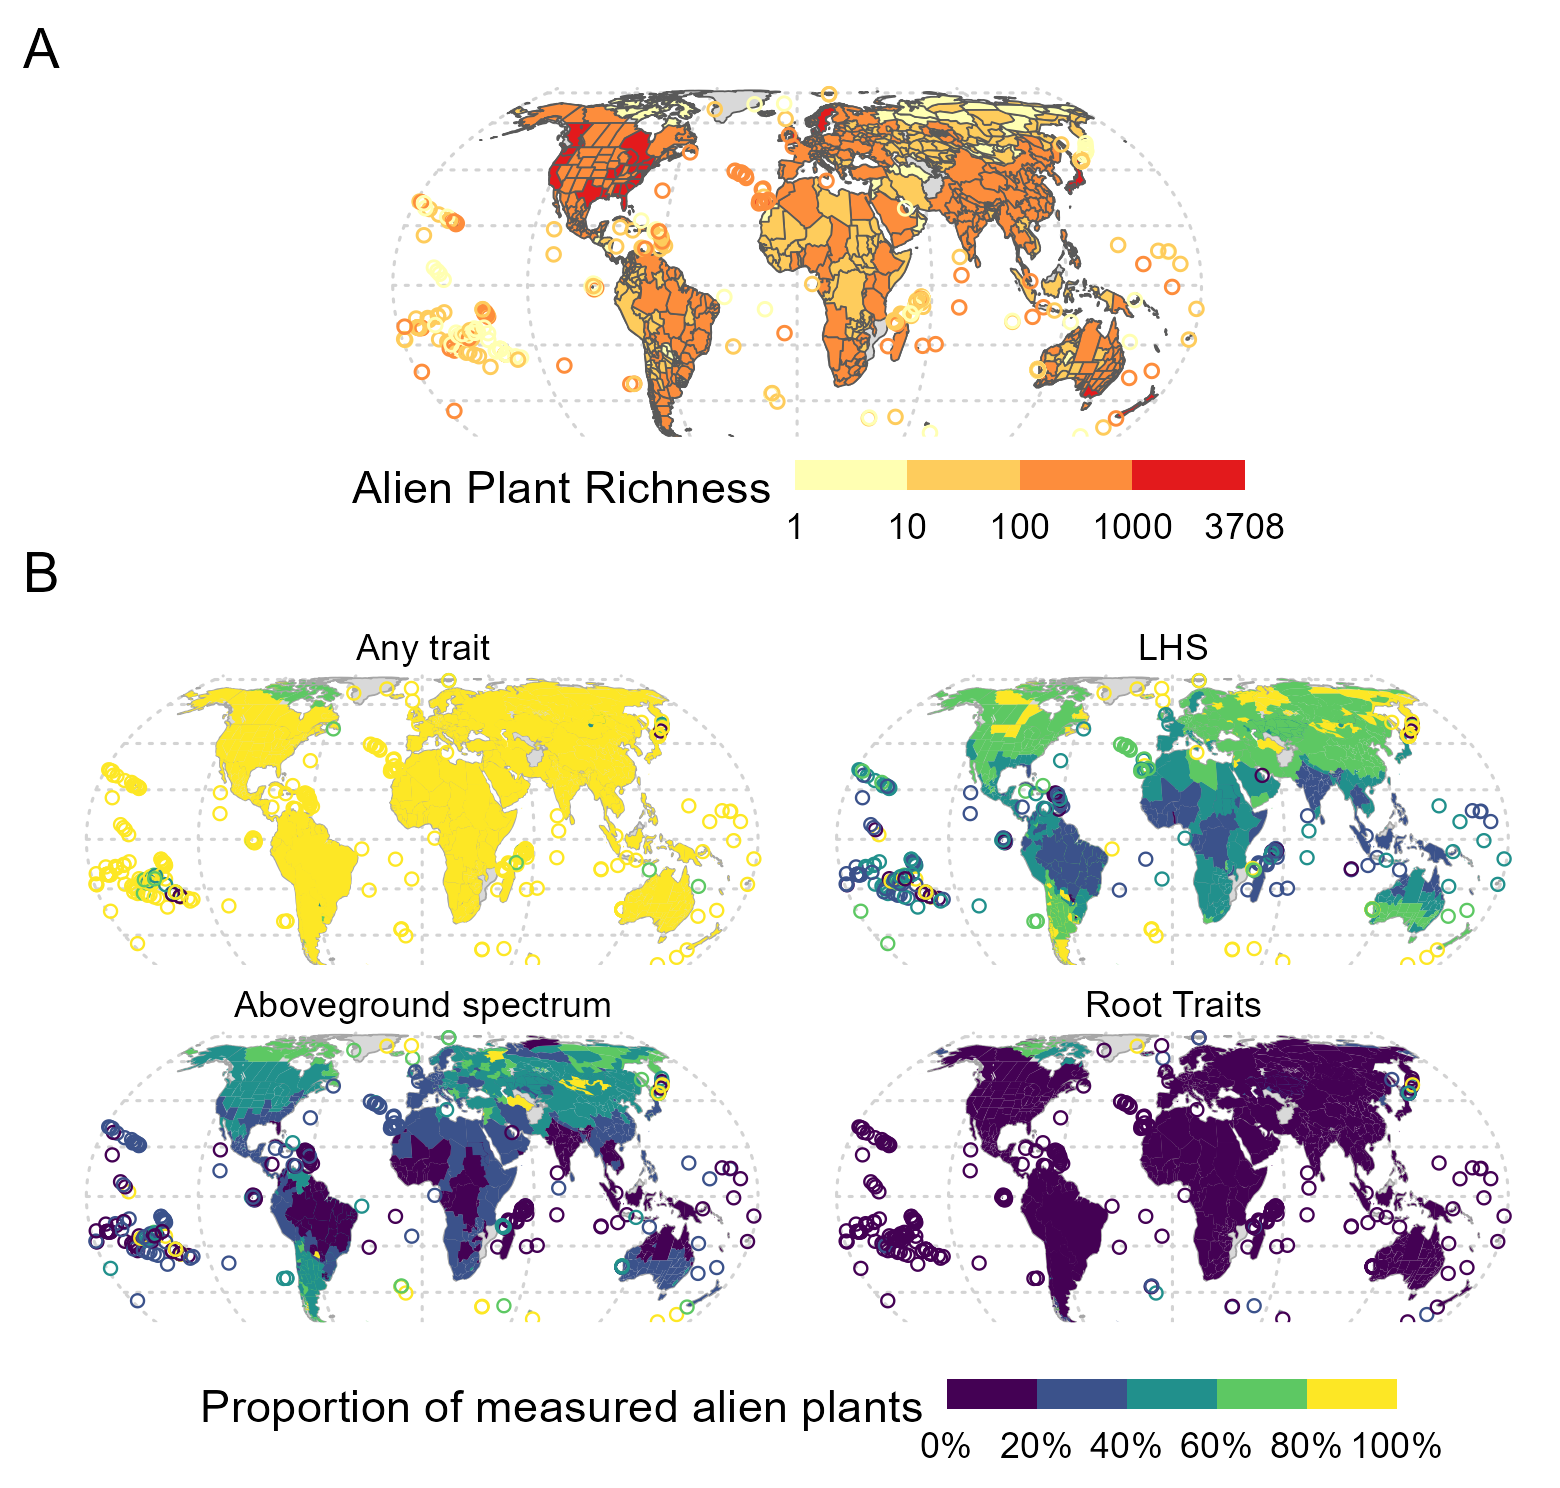 A
Alien Plant Richness
1 10 100 1000 3708
B
Any trait
LHS
Aboveground spectrum
Root Traits
Proportion of measured alien plants
0% 20% 40% 60% 80% 100%